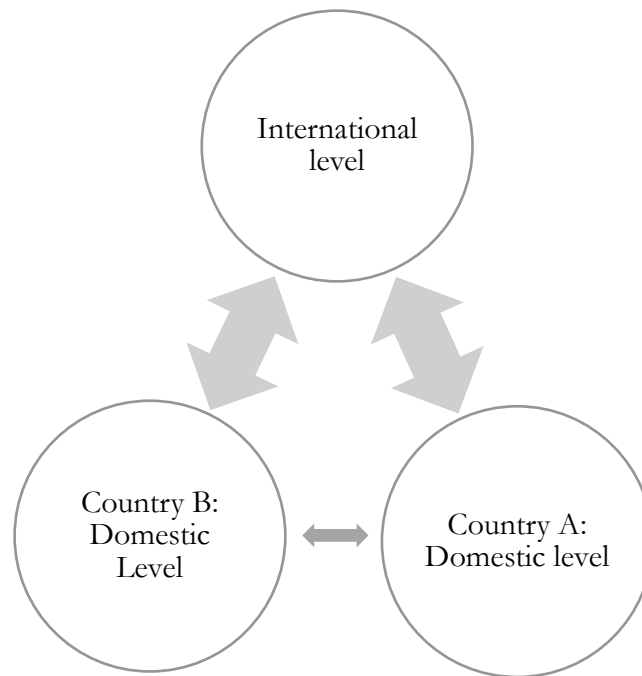 International
level
Country B:
Domestic
Level
Country A:
Domestic level